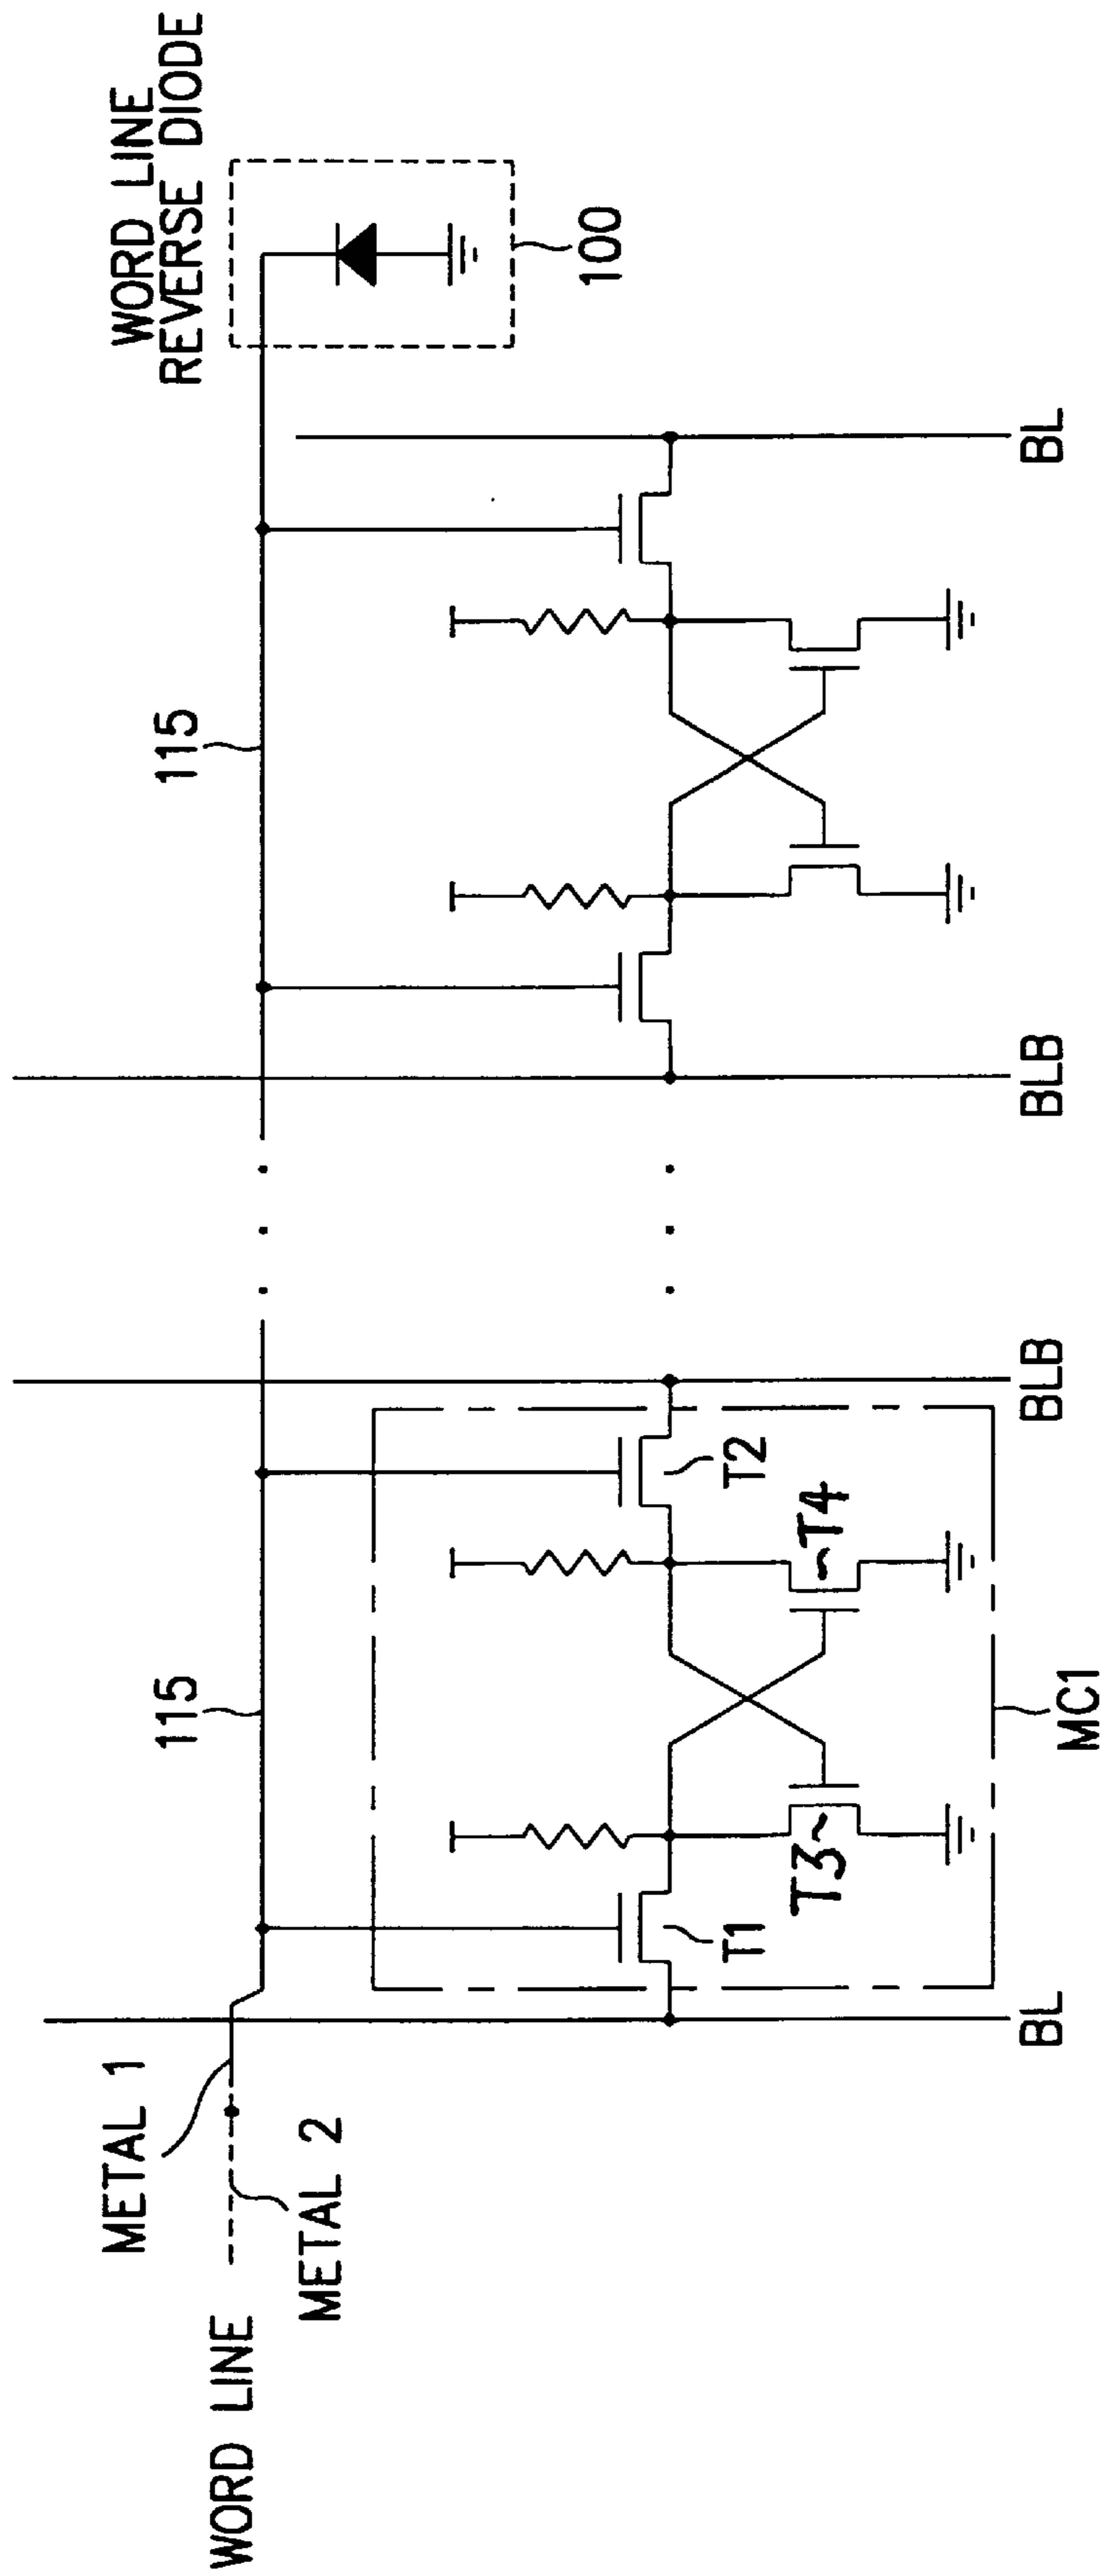 WORD LINE
REVERSE DIODE
100
115
115
METAL 1
METAL 2
WORD LINE
T1
T2
T3
T4
MC1
BL
BLB
BLB
BL